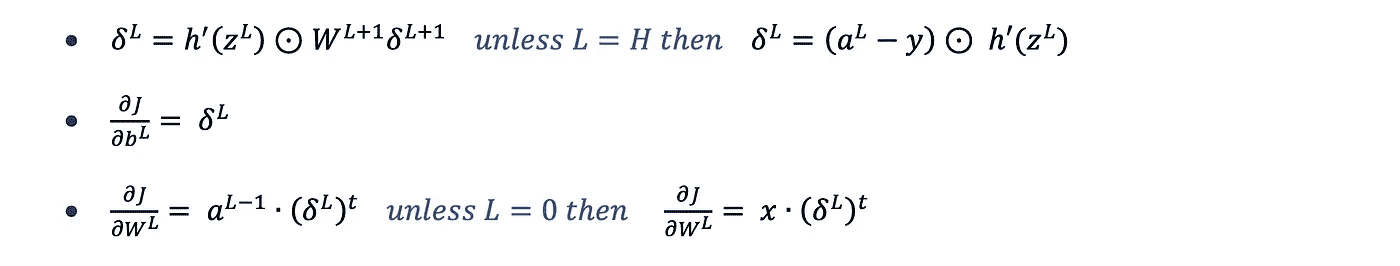 • δ^L = h′(z^L) ⊙ W^{L+1}δ^{L+1} unless L = H then δ^L = (a^L − y) ⊙ h′(z^L)
• ∂J/∂b^L = δ^L
• ∂J/∂W^L = a^{L−1} · (δ^L)^t unless L = 0 then ∂J/∂W^L = x · (δ^L)^t